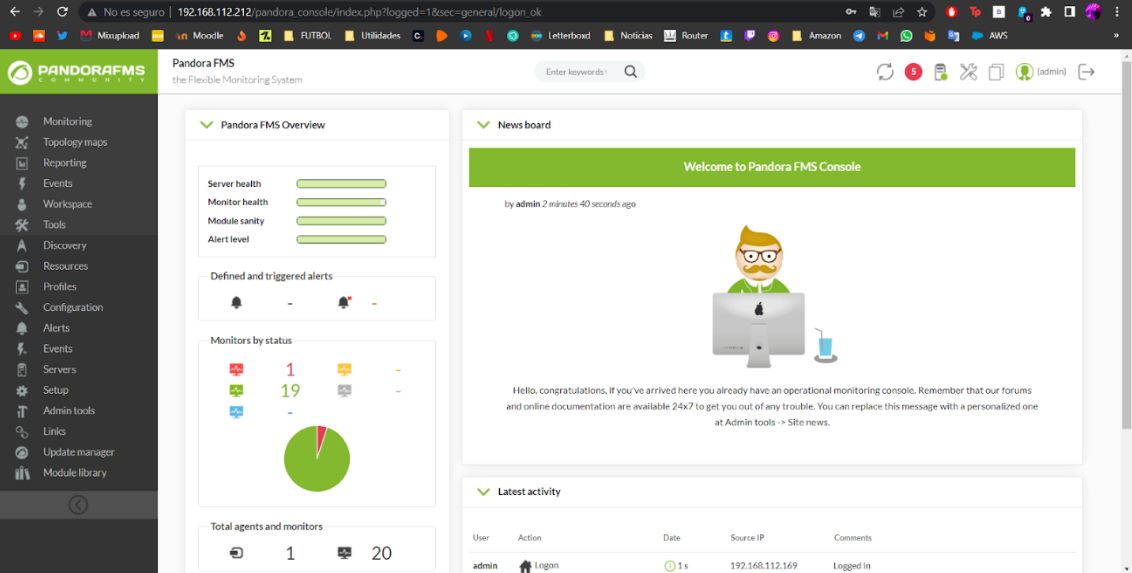 No es seguro | 192.168.112.212/pandora_console/index.php?logged=1&sec=general/logon_ok
Mixupload in Moodle FUTBOL Utilidades Letterboxd Noticias Router Amazon AWS »
PANDORAFMS
COMMUNITY
Pandora FMS
the Flexible Monitoring System
Enter keywords
5
(admin)
Monitoring
Topology maps
Reporting
Events
Workspace
Tools
Discovery
Resources
Profiles
Configuration
Alerts
Events
Servers
Setup
Admin tools
Links
Update manager
Module library
Pandora FMS Overview
Server health
Monitor health
Module sanity
Alert level
Defined and triggered alerts
- -
Monitors by status
1 -
19 -
-
Total agents and monitors
1 20
News board
Welcome to Pandora FMS Console
by admin 2 minutes 40 seconds ago
Hello, congratulations, if you've arrived here you already have an operational monitoring console. Remember that our forums
and online documentation are available 24x7 to get you out of any trouble. You can replace this message with a personalized one
at Admin tools -> Site news.
Latest activity
User Action Date Source IP Comments
admin Logon 1 s 192.168.112.169 Logged in